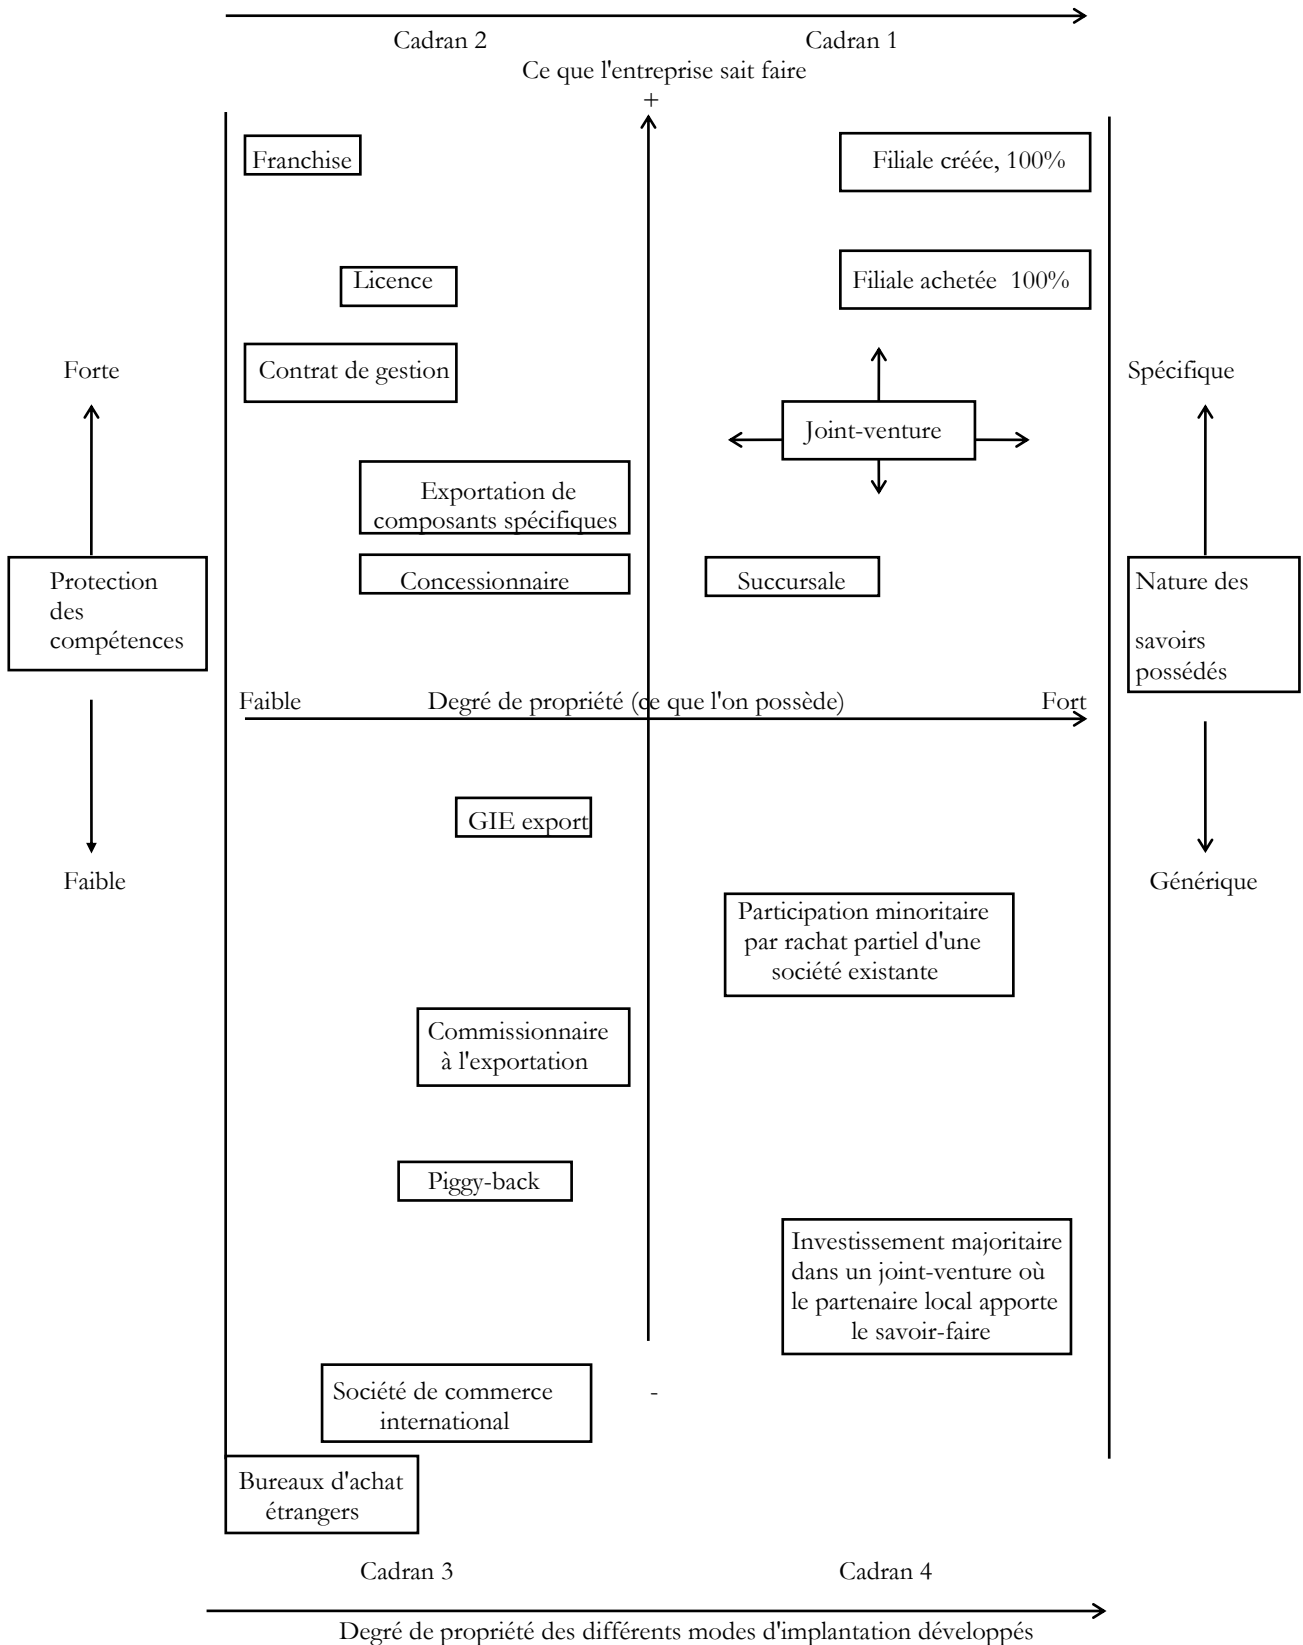 Cadran 2
Cadran 1
Ce que l'entreprise sait faire
+
Franchise
Filiale créée, 100%
Licence
Filiale achetée 100%
Forte
Contrat de gestion
Spécifique
Joint-venture
Exportation de
composants spécifiques
Protection
des
compétences
Concessionnaire
Succursale
Nature des
savoirs
possédés
Faible
Degré de propriété (ce que l'on possède)
Fort
GIE export
Faible
Générique
Participation minoritaire
par rachat partiel d'une
société existante
Commissionnaire
à l'exportation
Piggy-back
Investissement majoritaire
dans un joint-venture où
le partenaire local apporte
le savoir-faire
Société de commerce
international
-
Bureaux d'achat
étrangers
Cadran 3
Cadran 4
Degré de propriété des différents modes d'implantation développés